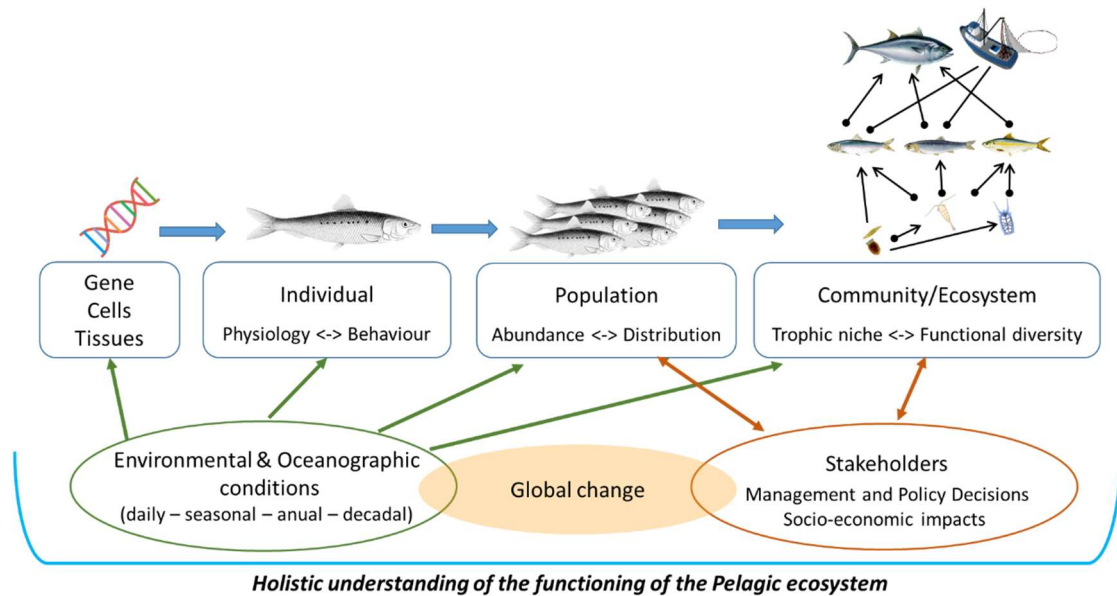 Gene
Cells
Tissues
Individual
Physiology <-> Behaviour
Population
Abundance <-> Distribution
Community/Ecosystem
Trophic niche <-> Functional diversity
Environmental & Oceanographic
conditions
(daily – seasonal – anual – decadal)
Global change
Stakeholders
Management and Policy Decisions
Socio-economic impacts
Holistic understanding of the functioning of the Pelagic ecosystem